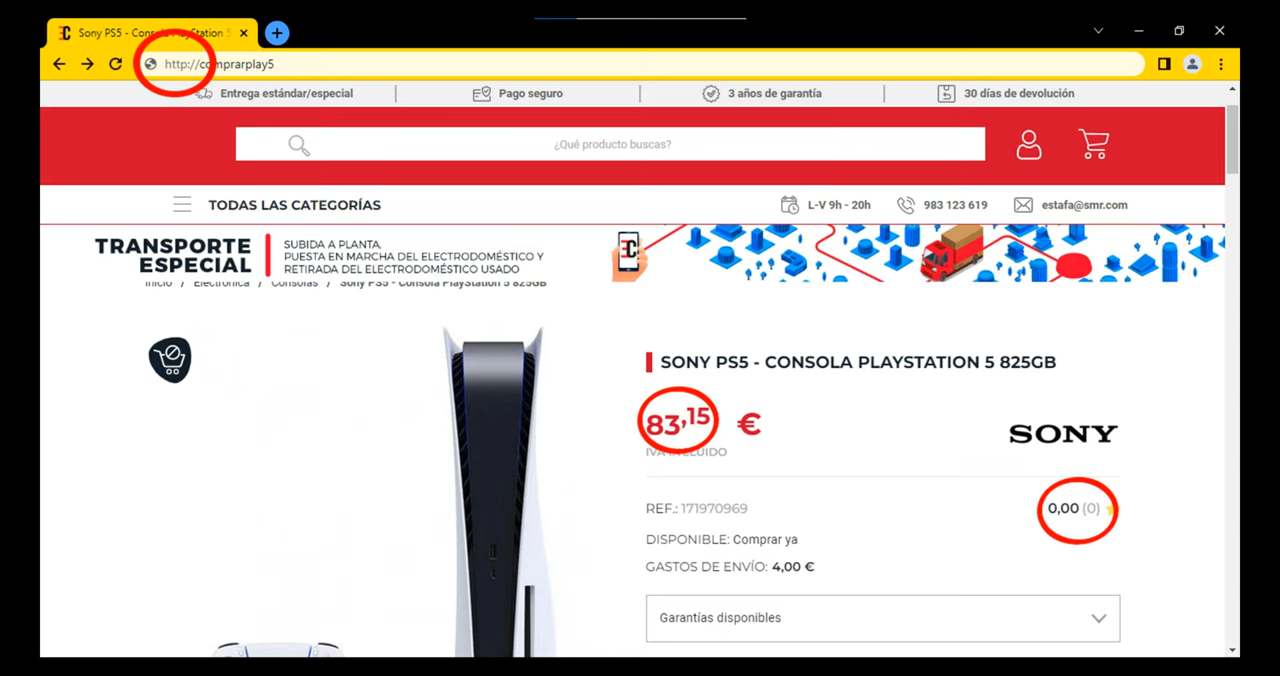 Sony PS5 - Consola PlayStation 5
http://comprarplay5
Entrega estándar/especial
Pago seguro
3 años de garantía
30 días de devolución
¿Qué producto buscas?
TODAS LAS CATEGORÍAS
L-V 9h - 20h
983 123 619
estafa@smr.com
TRANSPORTE
ESPECIAL
SUBIDA A PLANTA.
PUESTA EN MARCHA DEL ELECTRODOMÉSTICO Y
RETIRADA DEL ELECTRODOMÉSTICO USADO
Inicio / Electrónica / Consolas / Sony PS5 - Consola PlayStation 5 825GB
SONY PS5 - CONSOLA PLAYSTATION 5 825GB
83,15 €
IVA INCLUIDO
SONY
REF.: 171970969
0,00 (0)
DISPONIBLE: Comprar ya
GASTOS DE ENVÍO: 4,00 €
Garantías disponibles